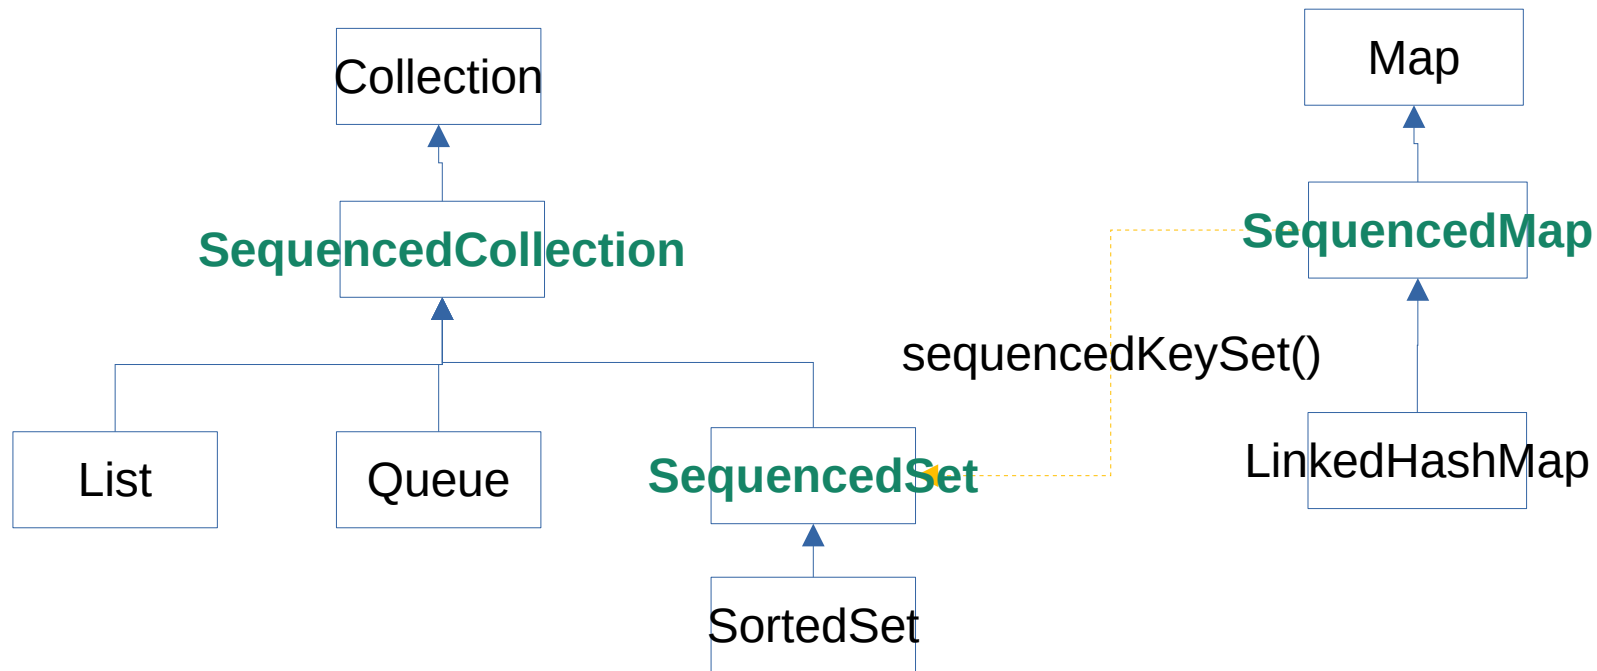 Collection
Map
SequencedCollection
SequencedMap
sequencedKeySet()
List
Queue
SequencedSet
LinkedHashMap
SortedSet